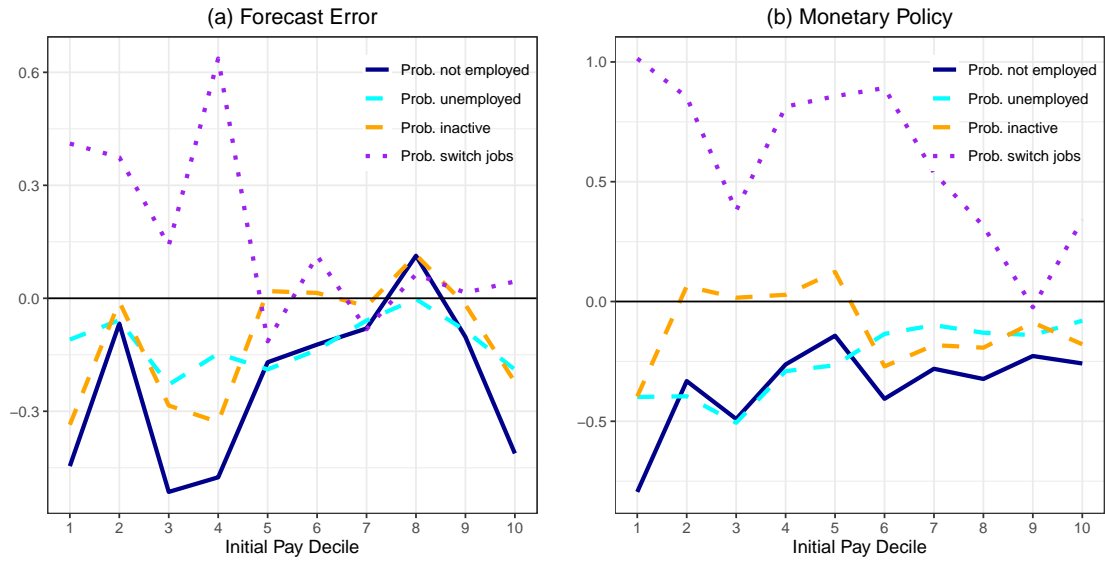 (a) Forecast Error
0.6
0.3
0.0
−0.3
Prob. not employed
Prob. unemployed
Prob. inactive
Prob. switch jobs
1 2 3 4 5 6 7 8 9 10
Initial Pay Decile
(b) Monetary Policy
1.0
0.5
0.0
−0.5
Prob. not employed
Prob. unemployed
Prob. inactive
Prob. switch jobs
1 2 3 4 5 6 7 8 9 10
Initial Pay Decile